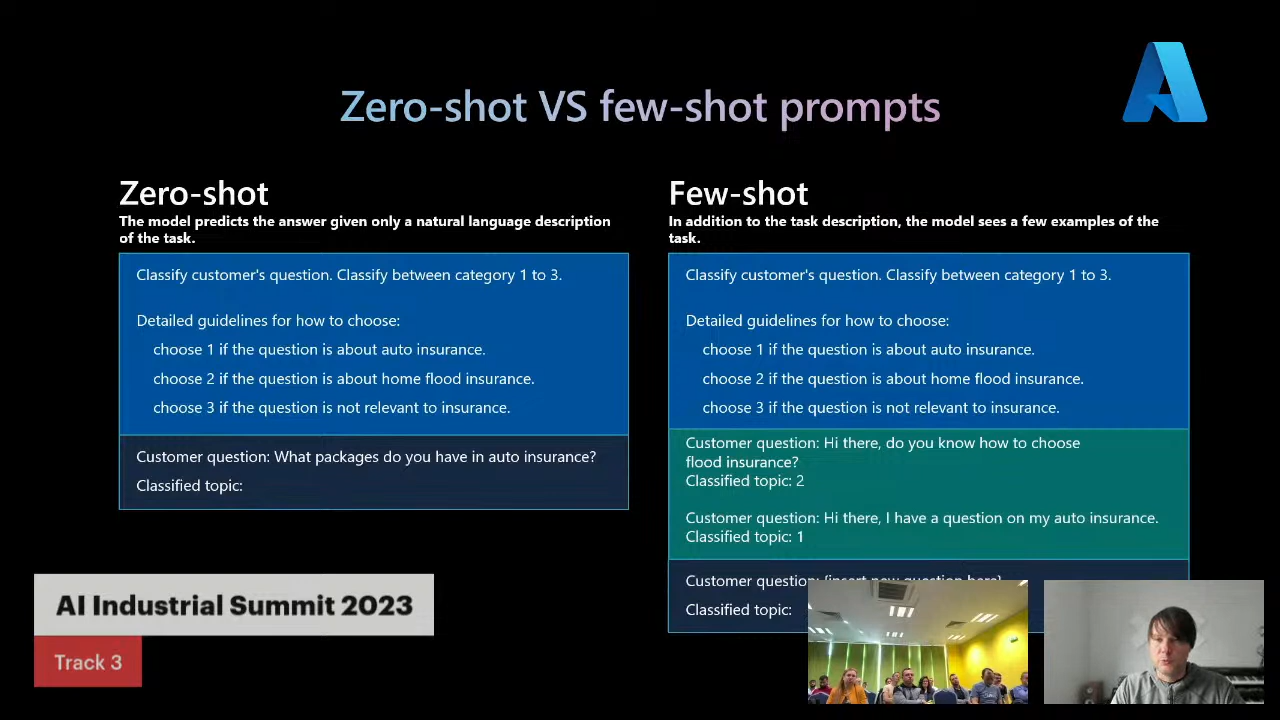 Zero-shot VS few-shot prompts
Zero-shot
The model predicts the answer given only a natural language description
of the task.
Classify customer's question. Classify between category 1 to 3.
Detailed guidelines for how to choose:
choose 1 if the question is about auto insurance.
choose 2 if the question is about home flood insurance.
choose 3 if the question is not relevant to insurance.
Customer question: What packages do you have in auto insurance?
Classified topic:
Few-shot
In addition to the task description, the model sees a few examples of the
task.
Classify customer's question. Classify between category 1 to 3.
Detailed guidelines for how to choose:
choose 1 if the question is about auto insurance.
choose 2 if the question is about home flood insurance.
choose 3 if the question is not relevant to insurance.
Customer question: Hi there, do you know how to choose
flood insurance?
Classified topic: 2
Customer question: Hi there, I have a question on my auto insurance.
Classified topic: 1
Customer question: {insert new question here}
Classified topic:
AI Industrial Summit 2023
Track 3